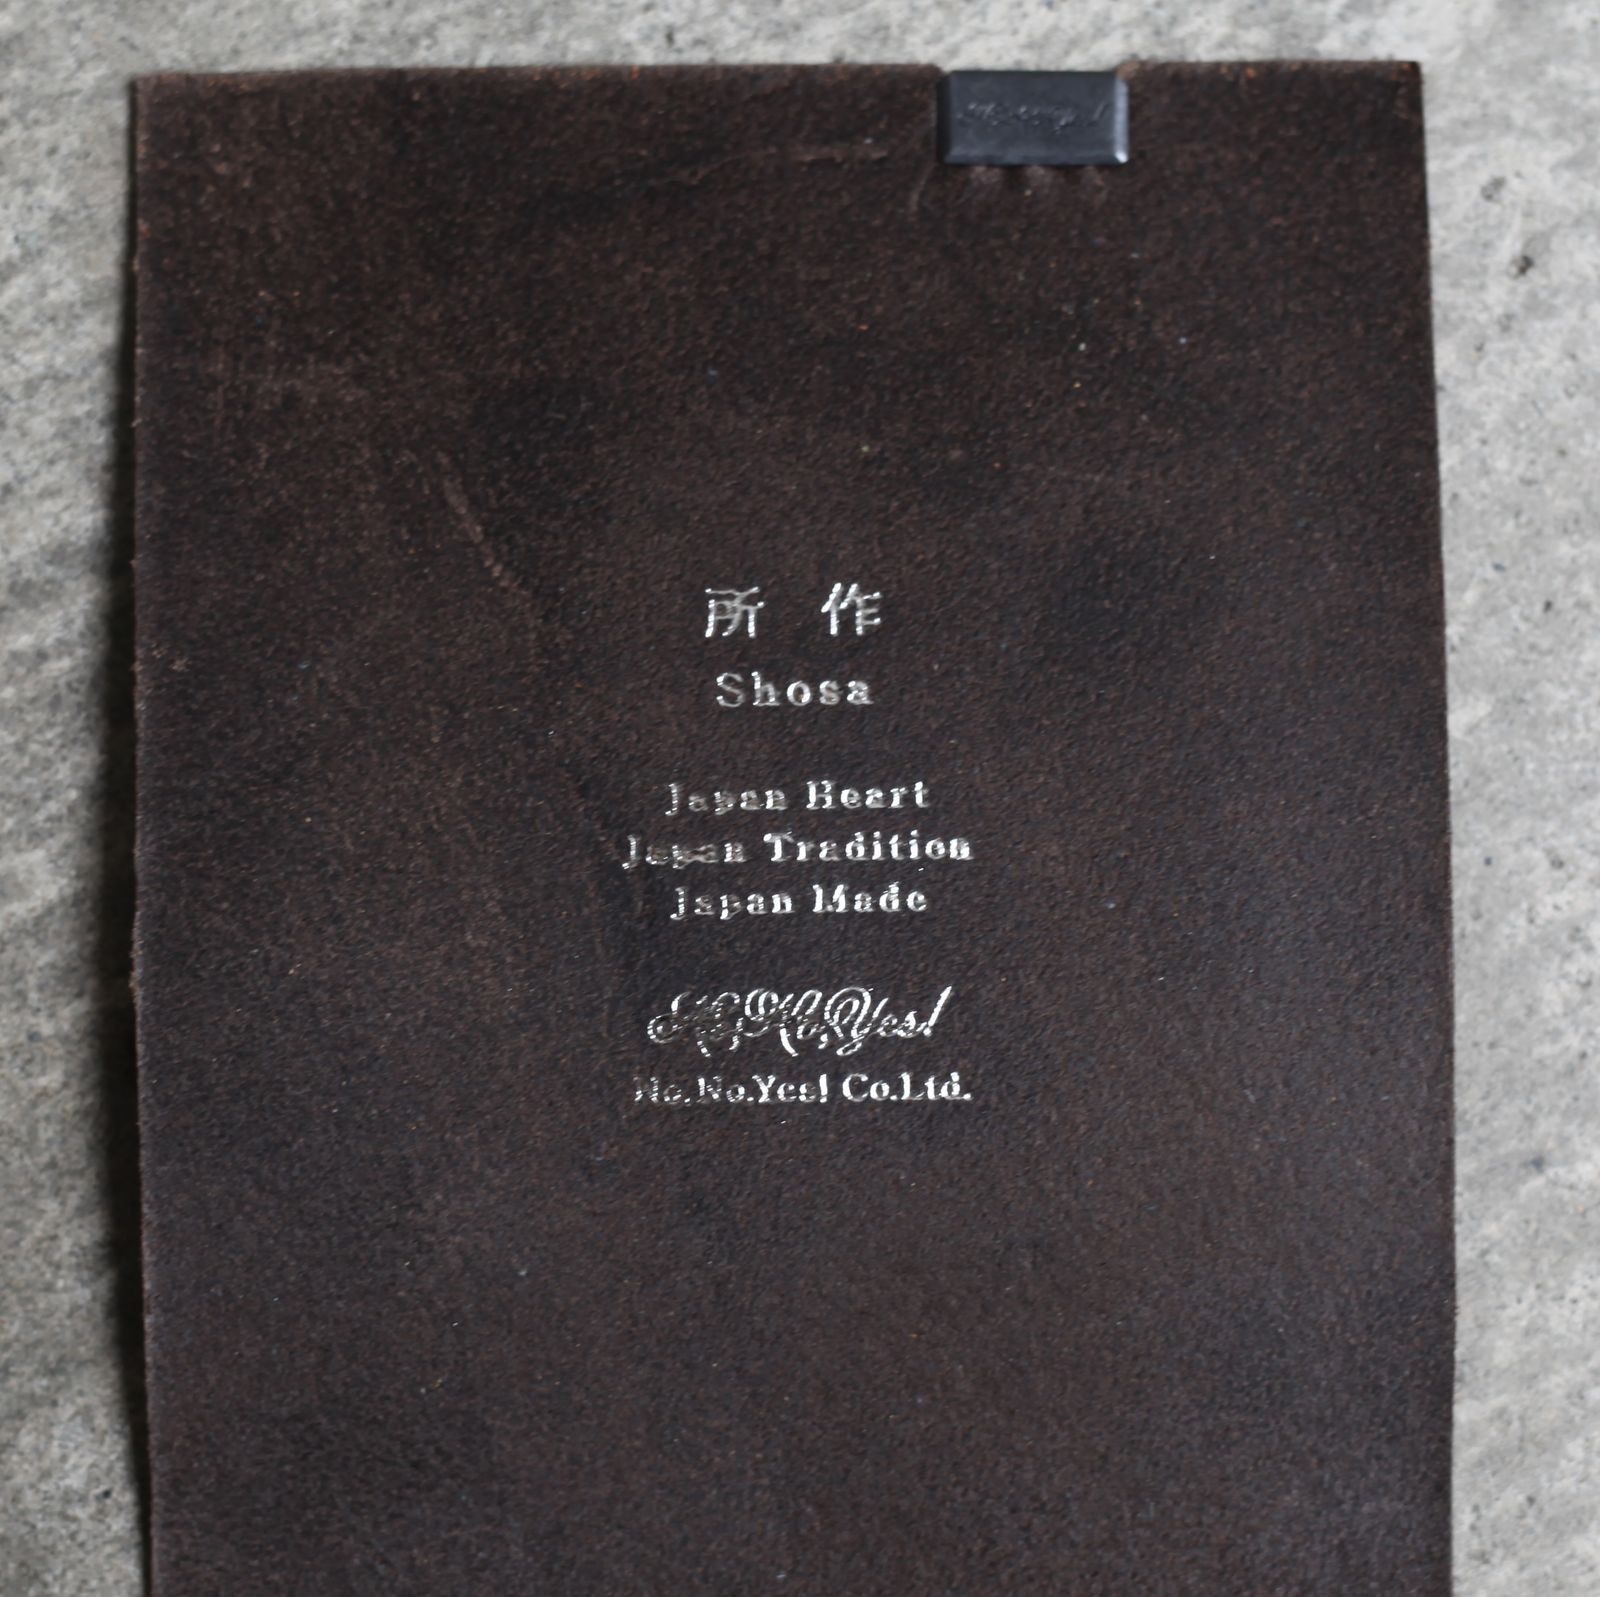 所 作
Shosa
Japan Heart
Japan Tradition
Japan Made
No,No,Yes!
No.No.Yes! Co.Ltd.